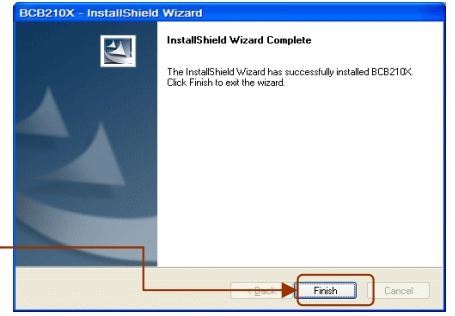 BCB210X - InstallShield Wizard
InstallShield Wizard Complete
The InstallShield Wizard has successfully installed BCB210X.
Click Finish to exit the wizard.
< Back
Finish
Cancel